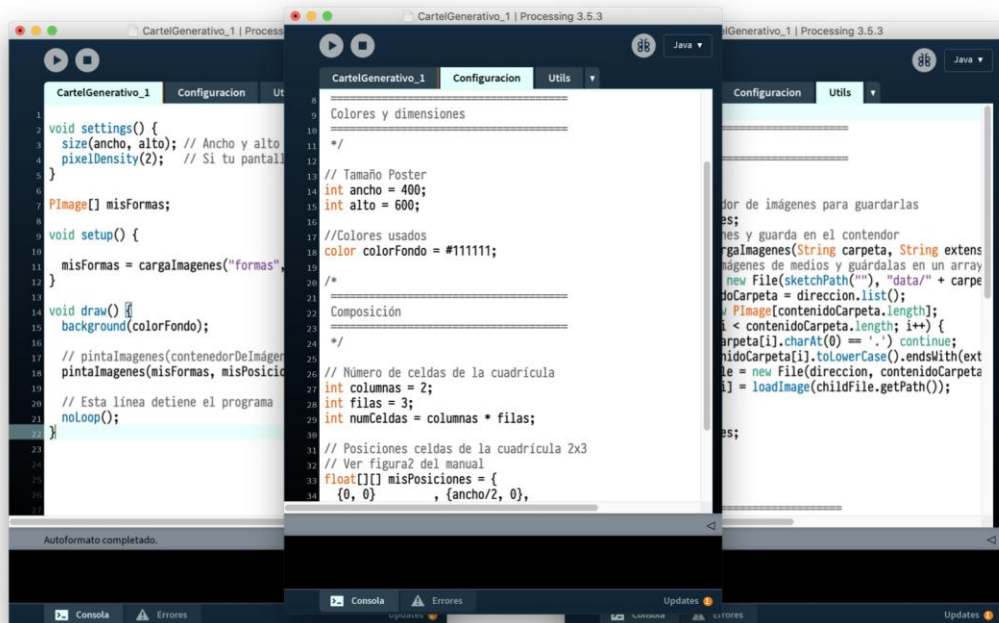 CartelGenerativo_1 | Process
CartelGenerativo_1
Configuracion
Ut
1
2 void settings() {
3 size(ancho, alto); // Ancho y alto
4 pixelDensity(2); // Si tu pantall
5 }
6
7 PImage[] misFormas;
8
9 void setup() {
10
11 misFormas = cargaImagenes("formas",
12 }
13
14 void draw() {
15 background(colorFondo);
16
17 // pintaImagenes(contenedorDeImágen
18 pintaImagenes(misFormas, misPosicio
19
20 // Esta línea detiene el programa
21 noLoop();
22 }
23
24
25
26
27
Autoformato completado.
Consola
Errores
Updates 1
CartelGenerativo_1 | Processing 3.5.3
Java ▼
CartelGenerativo_1
Configuracion
Utils
▼
8 ===================================
9 Colores y dimensiones
10 ===================================
11 */
12
13 // Tamaño Poster
14 int ancho = 400;
15 int alto = 600;
16
17 //Colores usados
18 color colorFondo = #111111;
19
20 /*
21 ===================================
22 Composición
23 ===================================
24 */
25
26 // Número de celdas de la cuadrícula
27 int columnas = 2;
28 int filas = 3;
29 int numCeldas = columnas * filas;
30
31 // Posiciones celdas de la cuadrícula 2x3
32 // Ver figura2 del manual
33 float[][] misPosiciones = {
34 {0, 0} , {ancho/2, 0},
Consola
Errores
Updates 1
lGenerativo_1 | Processing 3.5.3
Java ▼
Configuracion
Utils
▼
===================
===================
dor de imágenes para guardarlas
es;
nes y guarda en el contendor
rgaImagenes(String carpeta, String extens
mágenes de medios y guárdalas en un array
new File(sketchPath(""), "data/" + carpe
doCarpeta = direccion.list();
w PImage[contenidoCarpeta.length];
i < contenidoCarpeta.length; i++) {
arpeta[i].charAt(0) == '.') continue;
nidoCarpeta[i].toLowerCase().endsWith(ext
le = new File(direccion, contenidoCarpeta
i] = loadImage(childFile.getPath());
es;
===================
Consola
Errores
Updates 1